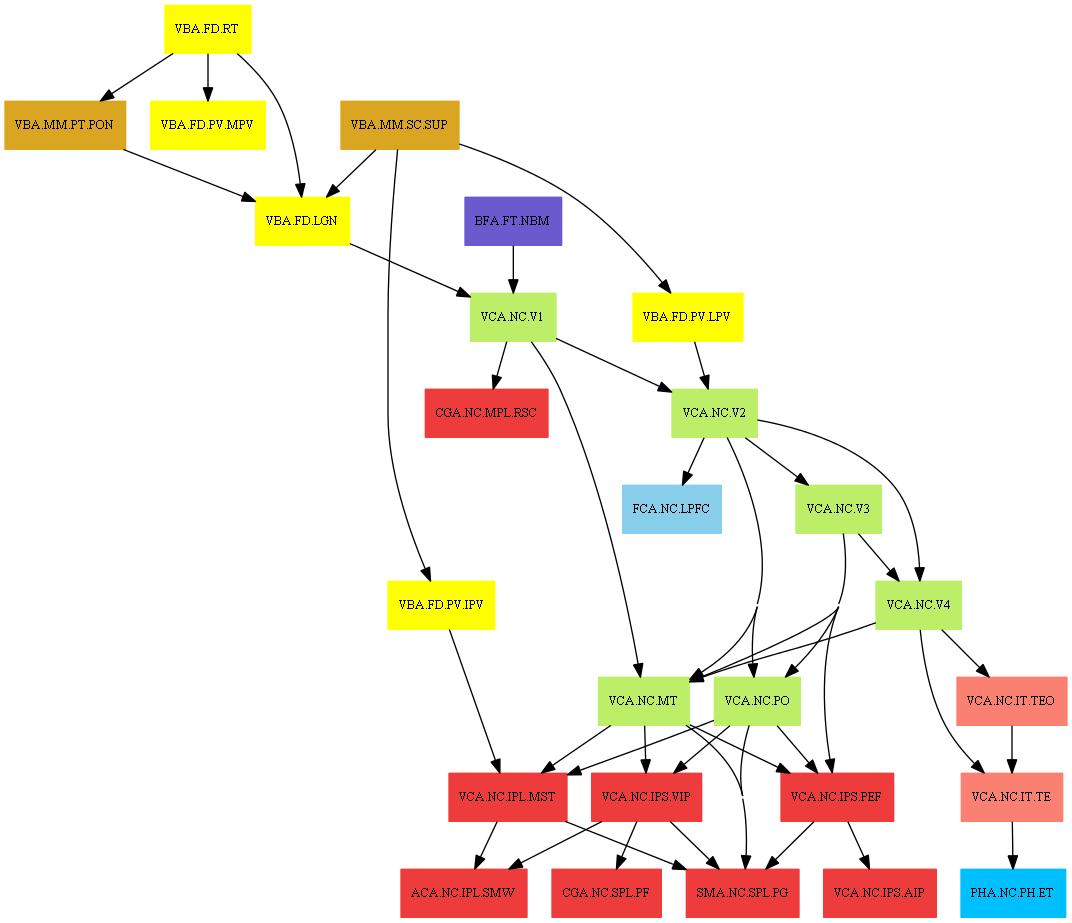 VBA.FD.RT
VBA.MM.PT.PON
VBA.FD.PV.MPV
VBA.MM.SC.SUP
VBA.FD.LGN
BFA.FT.NBM
VCA.NC.V1
VBA.FD.PV.LPV
CGA.NC.MPL.RSC
VCA.NC.V2
FCA.NC.LPFC
VCA.NC.V3
VBA.FD.PV.IPV
VCA.NC.V4
VCA.NC.MT
VCA.NC.PO
VCA.NC.IT.TEO
VCA.NC.IPL.MST
VCA.NC.IPS.VIP
VCA.NC.IPS.PEF
VCA.NC.IT.TE
ACA.NC.IPL.SMW
CGA.NC.SPL.PF
SMA.NC.SPL.PG
VCA.NC.IPS.AIP
PHA.NC.PH.ET